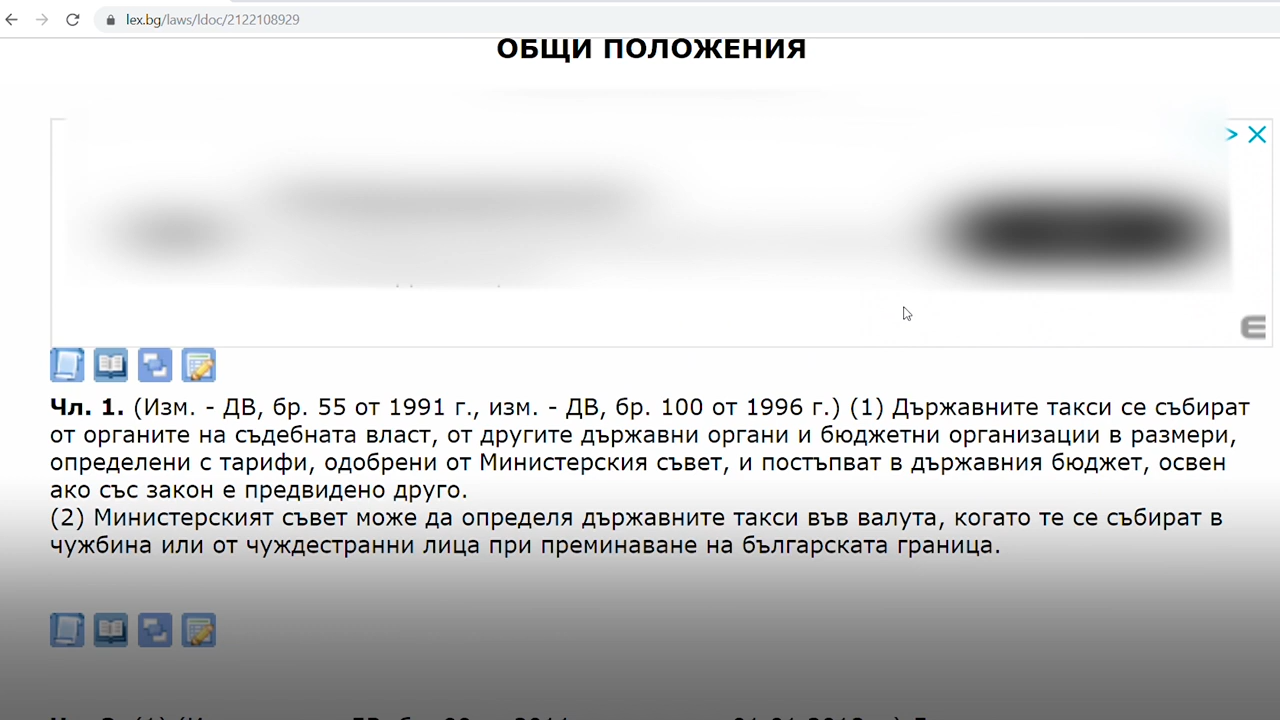 lex.bg/laws/ldoc/2122108929
ОБЩИ ПОЛОЖЕНИЯ
Чл. 1. (Изм. - ДВ, бр. 55 от 1991 г., изм. - ДВ, бр. 100 от 1996 г.) (1) Държавните такси се събират
от органите на съдебната власт, от другите държавни органи и бюджетни организации в размери,
определени с тарифи, одобрени от Министерския съвет, и постъпват в държавния бюджет, освен
ако със закон е предвидено друго.
(2) Министерският съвет може да определя държавните такси във валута, когато те се събират в
чужбина или от чуждестранни лица при преминаване на българската граница.